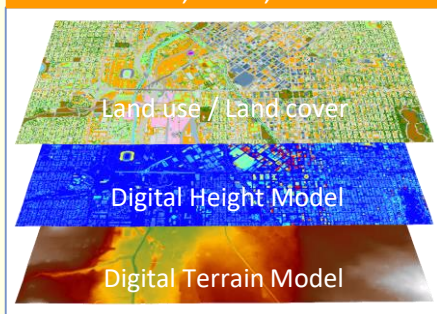 Land use / Land cover
Digital Height Model
Digital Terrain Model